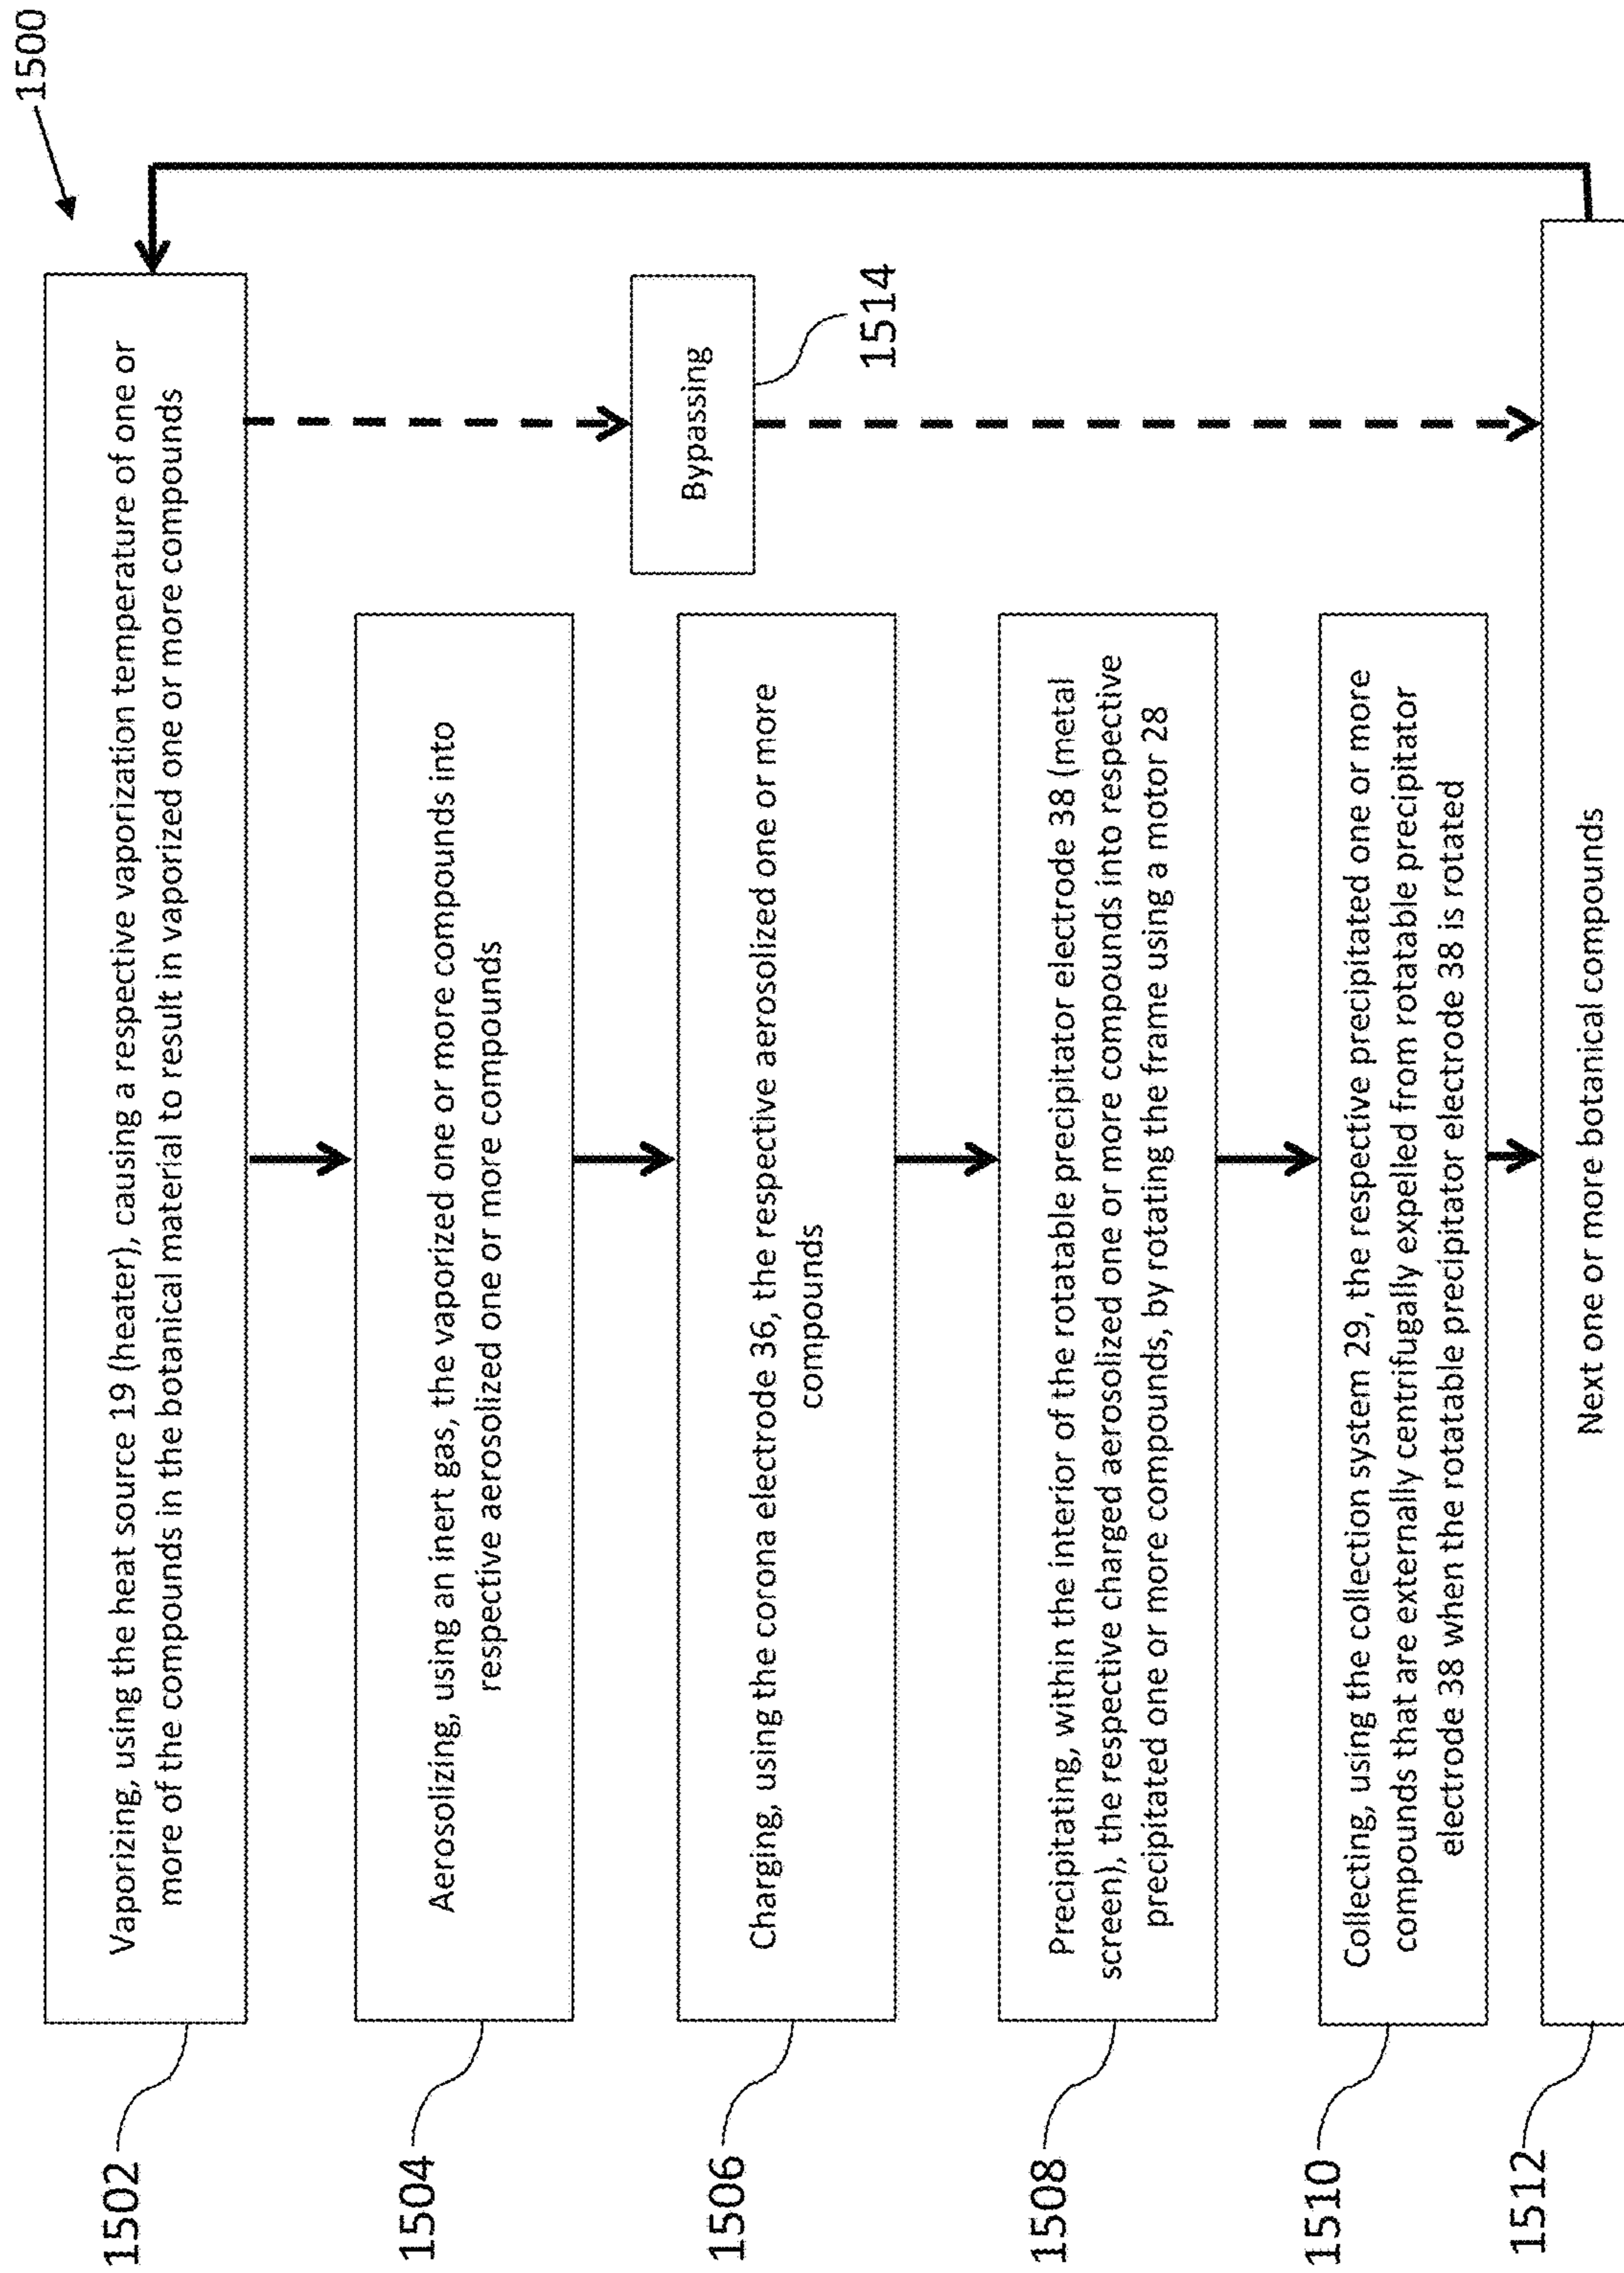 1500
1502
Vaporizing, using the heat source 19 (heater), causing a respective vaporization temperature of one or
more of the compounds in the botanical material to result in vaporized one or more compounds
1504
Aerosolizing, using an inert gas, the vaporized one or more compounds into
respective aerosolized one or more compounds
1506
Charging, using the corona electrode 36, the respective aerosolized one or more
compounds
Bypassing
1514
1508
Precipitating, within the interior of the rotatable precipitator electrode 38 (metal
screen), the respective charged aerosolized one or more compounds into respective
precipitated one or more compounds, by rotating the frame using a motor 28
1510
Collecting, using the collection system 29, the respective precipitated one or more
compounds that are externally centrifugally expelled from rotatable precipitator
electrode 38 when the rotatable precipitator electrode 38 is rotated
1512
Next one or more botanical compounds